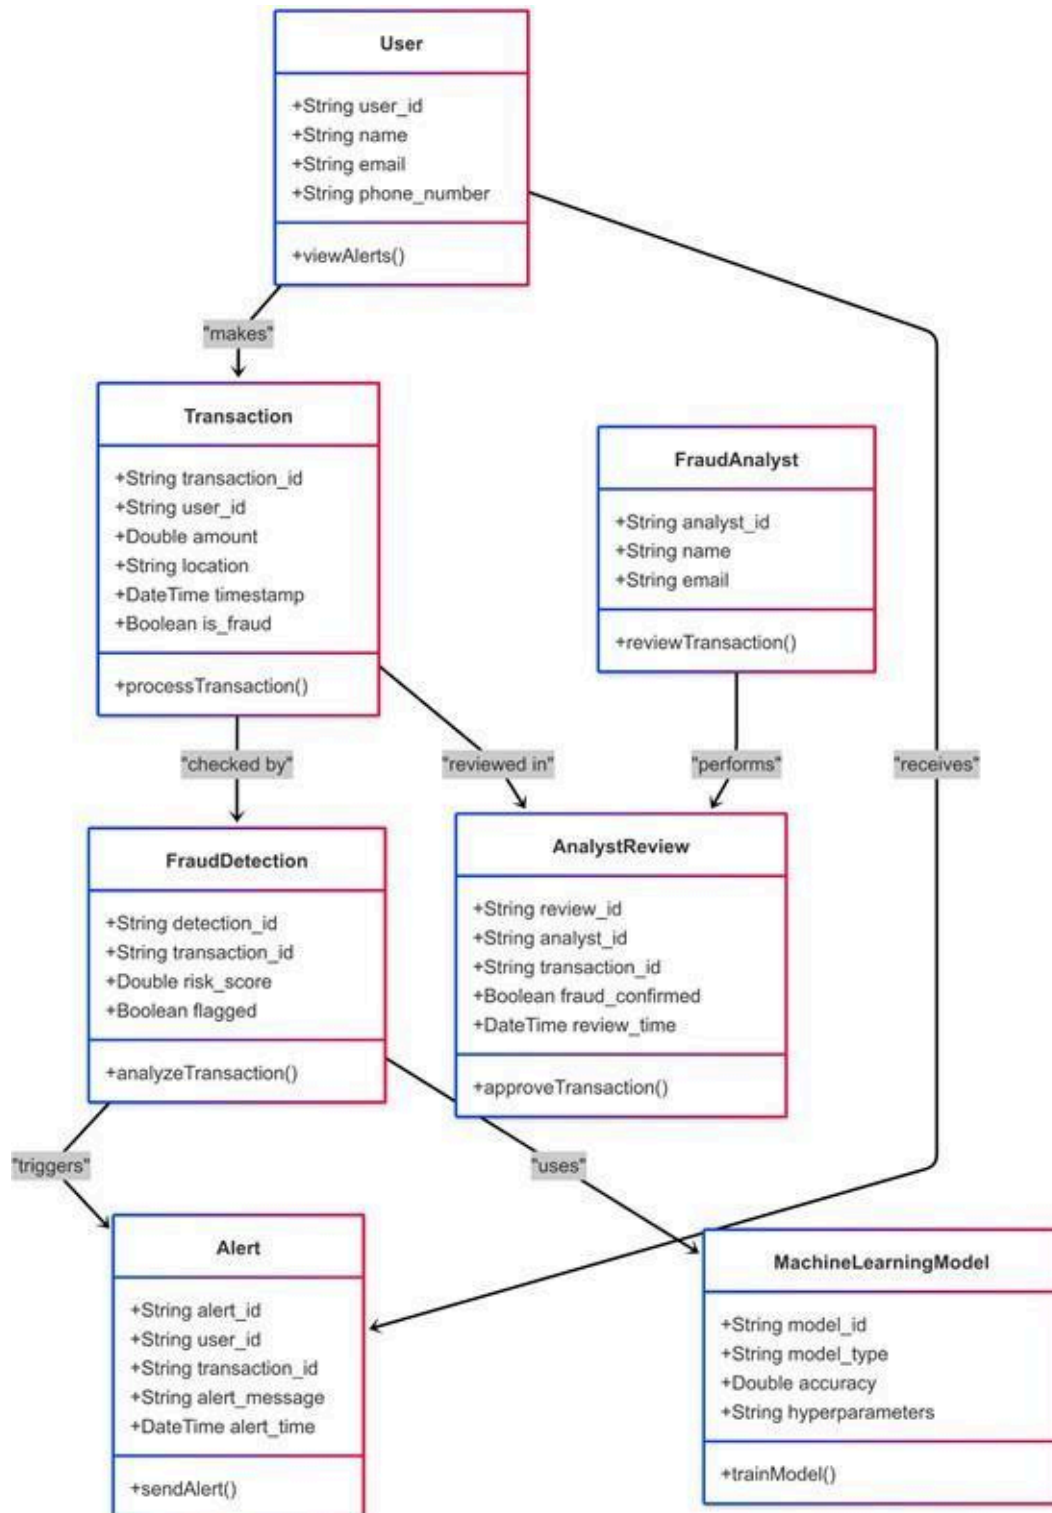 User
+String user_id
+String name
+String email
+String phone_number
+viewAlerts()
"makes"
Transaction
+String transaction_id
+String user_id
+Double amount
+String location
+DateTime timestamp
+Boolean is_fraud
+processTransaction()
FraudAnalyst
+String analyst_id
+String name
+String email
+reviewTransaction()
"checked by"
"reviewed in"
"performs"
"receives"
FraudDetection
+String detection_id
+String transaction_id
+Double risk_score
+Boolean flagged
+analyzeTransaction()
AnalystReview
+String review_id
+String analyst_id
+String transaction_id
+Boolean fraud_confirmed
+DateTime review_time
+approveTransaction()
"triggers"
"uses"
Alert
+String alert_id
+String user_id
+String transaction_id
+String alert_message
+DateTime alert_time
+sendAlert()
MachineLearningModel
+String model_id
+String model_type
+Double accuracy
+String hyperparameters
+trainModel()